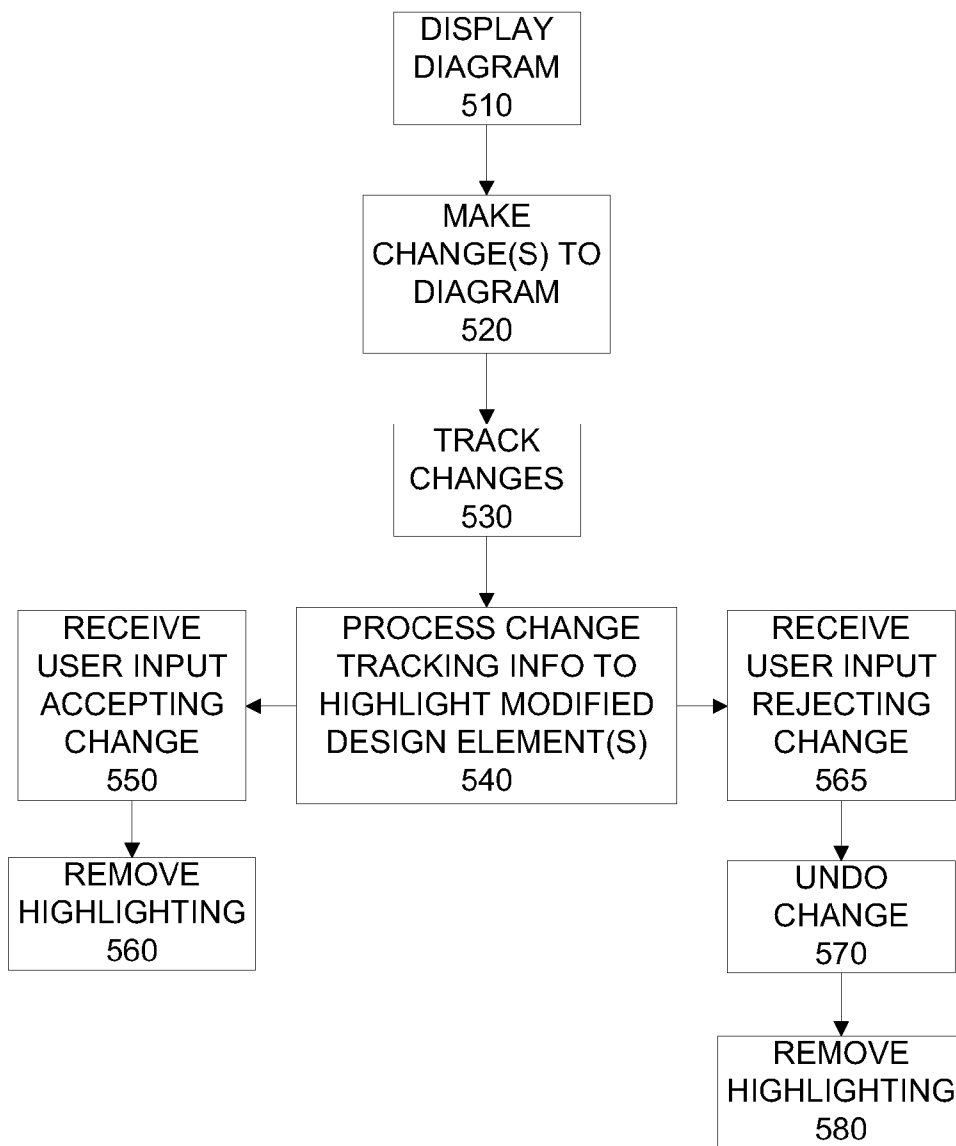 DISPLAY
DIAGRAM
510
MAKE
CHANGE(S) TO
DIAGRAM
520
TRACK
CHANGES
530
PROCESS CHANGE
TRACKING INFO TO
HIGHLIGHT MODIFIED
DESIGN ELEMENT(S)
540
RECEIVE
USER INPUT
ACCEPTING
CHANGE
550
REMOVE
HIGHLIGHTING
560
RECEIVE
USER INPUT
REJECTING
CHANGE
565
UNDO
CHANGE
570
REMOVE
HIGHLIGHTING
580